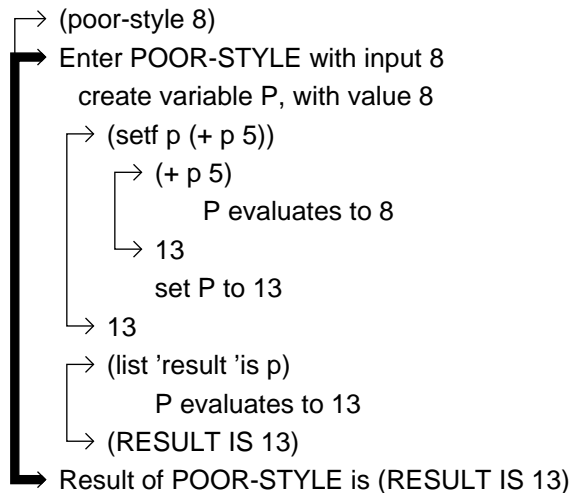 (poor-style 8)
Enter POOR-STYLE with input 8
create variable P, with value 8
(setf p (+ p 5))
(+ p 5)
P evaluates to 8
13
set P to 13
13
(list ’result ’is p)
P evaluates to 13
(RESULT IS 13)
Result of POOR-STYLE is (RESULT IS 13)